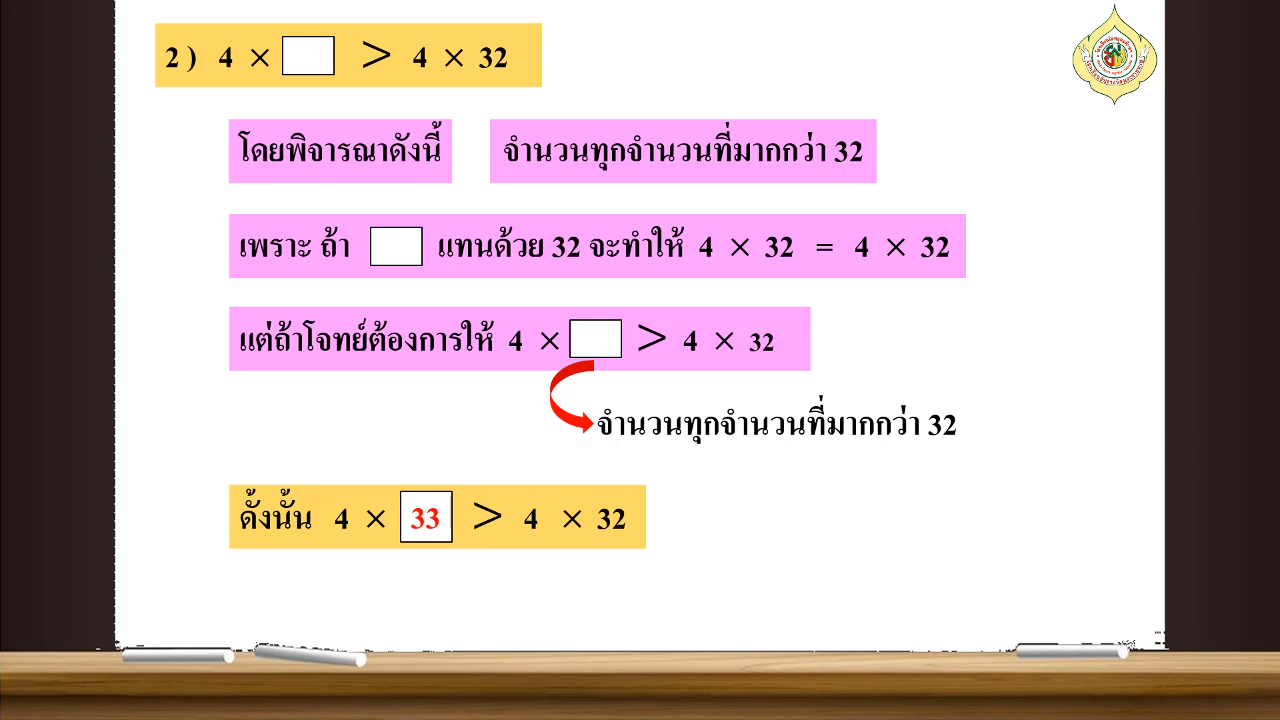 2 ) 4 × □ > 4 × 32
โดยพิจารณาดังนี้ จำนวนทุกจำนวนที่มากกว่า 32
เพราะ ถ้า □ แทนด้วย 32 จะทำให้ 4 × 32 = 4 × 32
แต่ถ้าโจทย์ต้องการให้ 4 × □ > 4 × 32
จำนวนทุกจำนวนที่มากกว่า 32
ดั้งนั้น 4 × 33 > 4 × 32